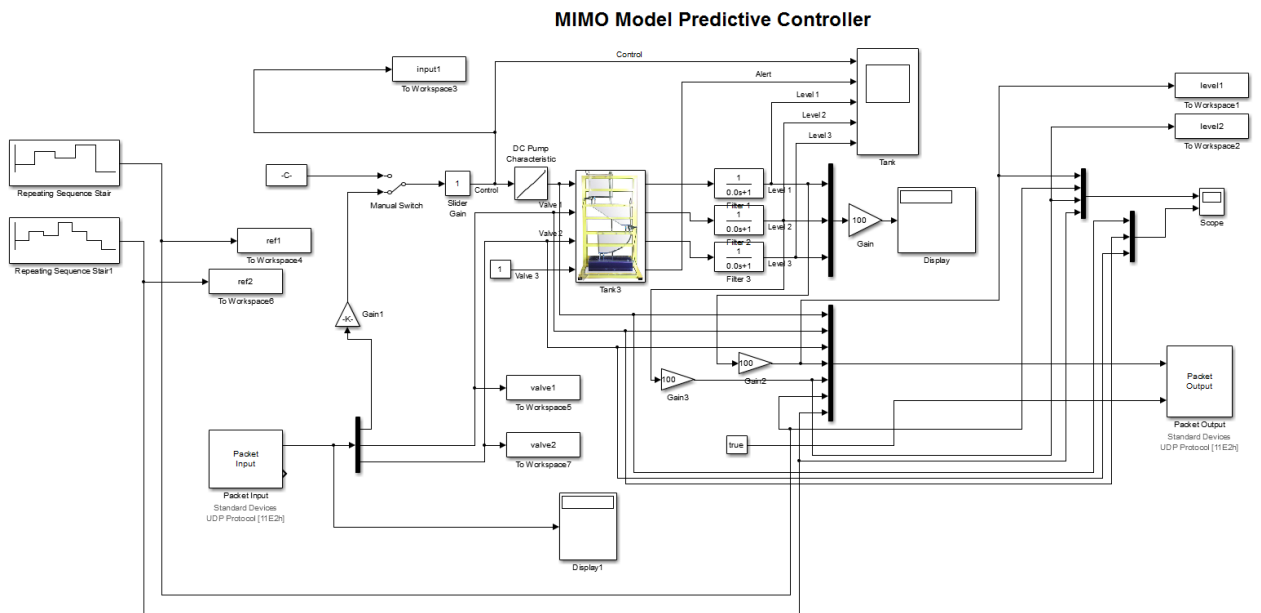 MIMO Model Predictive Controller
input1
To Workspace3
Control
Alert
Level 1
Level 2
Level 3
Tank
level1
To Workspace1
level2
To Workspace2
Repeating Sequence Stair
-C-
Manual Switch
1
Slider
Gain
Control
DC Pump
Characteristic
Valve 1
Valve 2
1
Valve 3
Tank3
1
0.0s+1
Filter 1
Level 1
1
0.0s+1
Filter 2
Level 2
1
0.0s+1
Filter 3
Level 3
100
Gain
Display
Scope
Repeating Sequence Stair1
ref1
To Workspace4
ref2
To Workspace6
-K-
Gain1
100
Gain2
100
Gain3
valve1
To Workspace5
valve2
To Workspace7
true
Packet
Output
Packet Output
Standard Devices
UDP Protocol [11E2h]
Packet
Input
Packet Input
Standard Devices
UDP Protocol [11E2h]
Display1